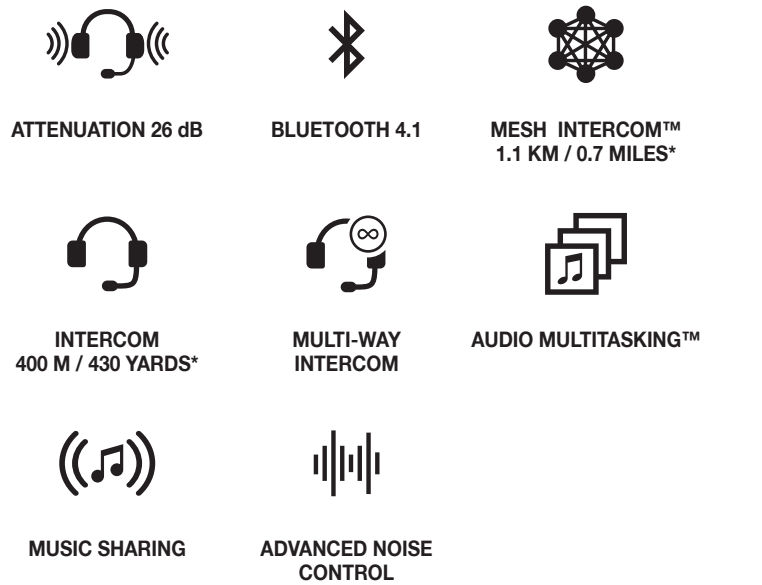 ATTENUATION 26 dB
BLUETOOTH 4.1
MESH INTERCOM™
1.1 KM / 0.7 MILES*
INTERCOM
400 M / 430 YARDS*
MULTI-WAY
INTERCOM
AUDIO MULTITASKING™
MUSIC SHARING
ADVANCED NOISE
CONTROL